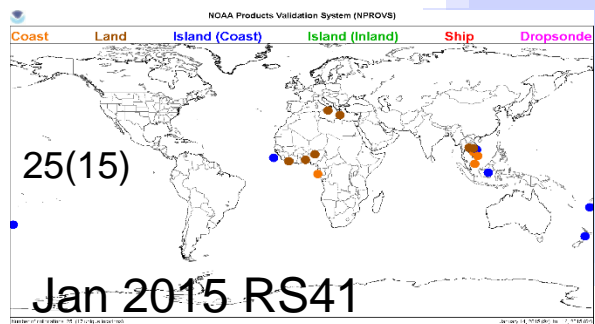 NOAA Products Validation System (NPROVS)
Coast Land Island (Coast) Island (Inland) Ship Dropsonde
25(15)
Jan 2015 RS41